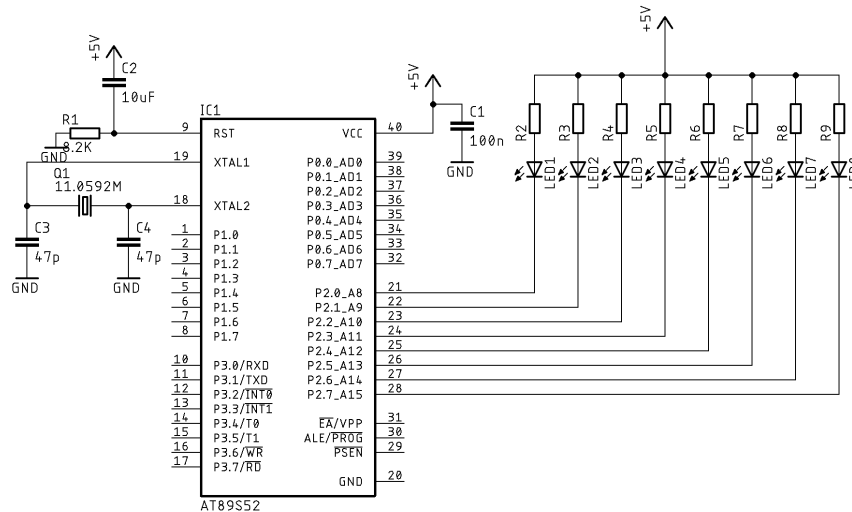 +5V
+5V
+5V
C2
10uF
R1
8.2K
GND
Q1
11.0592M
C3
47p
GND
C4
47p
GND
C1
100n
GND
IC1
9 RST VCC 40
19 XTAL1 P0.0_AD0 39
P0.1_AD1 38
P0.2_AD2 37
18 XTAL2 P0.3_AD3 36
P0.4_AD4 35
1 P1.0 P0.5_AD5 34
2 P1.1 P0.6_AD6 33
3 P1.2 P0.7_AD7 32
4 P1.3
5 P1.4 P2.0_A8 21
6 P1.5 P2.1_A9 22
7 P1.6 P2.2_A10 23
8 P1.7 P2.3_A11 24
P2.4_A12 25
10 P3.0/RXD P2.5_A13 26
11 P3.1/TXD P2.6_A14 27
12 P3.2/INT0 P2.7_A15 28
13 P3.3/INT1
14 P3.4/T0 EA/VPP 31
15 P3.5/T1 ALE/PROG 30
16 P3.6/WR PSEN 29
17 P3.7/RD
GND 20
AT89S52
R2
R3
R4
R5
R6
R7
R8
R9
LED1
LED2
LED3
LED4
LED5
LED6
LED7